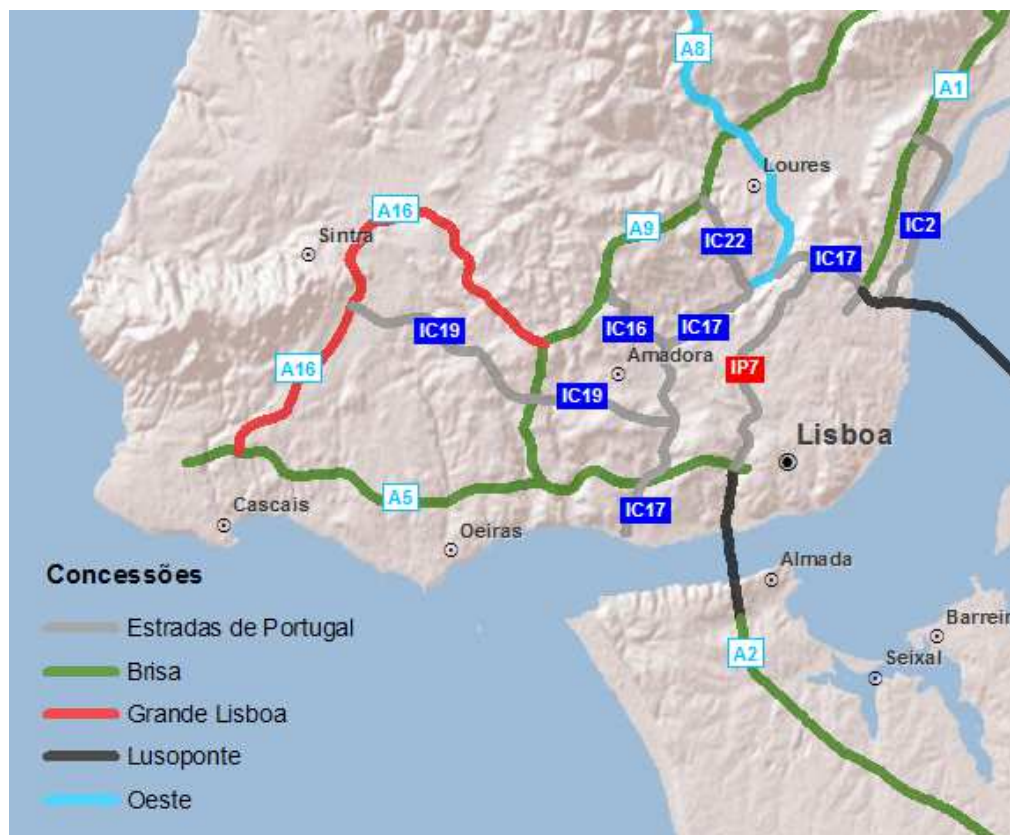 A8
A1
Loures
A16
Sintra
A9
IC22
IC2
IC17
IC19
IC16
IC17
Amadora
A16
IP7
IC19
Lisboa
A5
Cascais
IC17
Oeiras
Almada
Concessões
Estradas de Portugal
Barreir
A2
Seixal
Brisa
Grande Lisboa
Lusoponte
Oeste